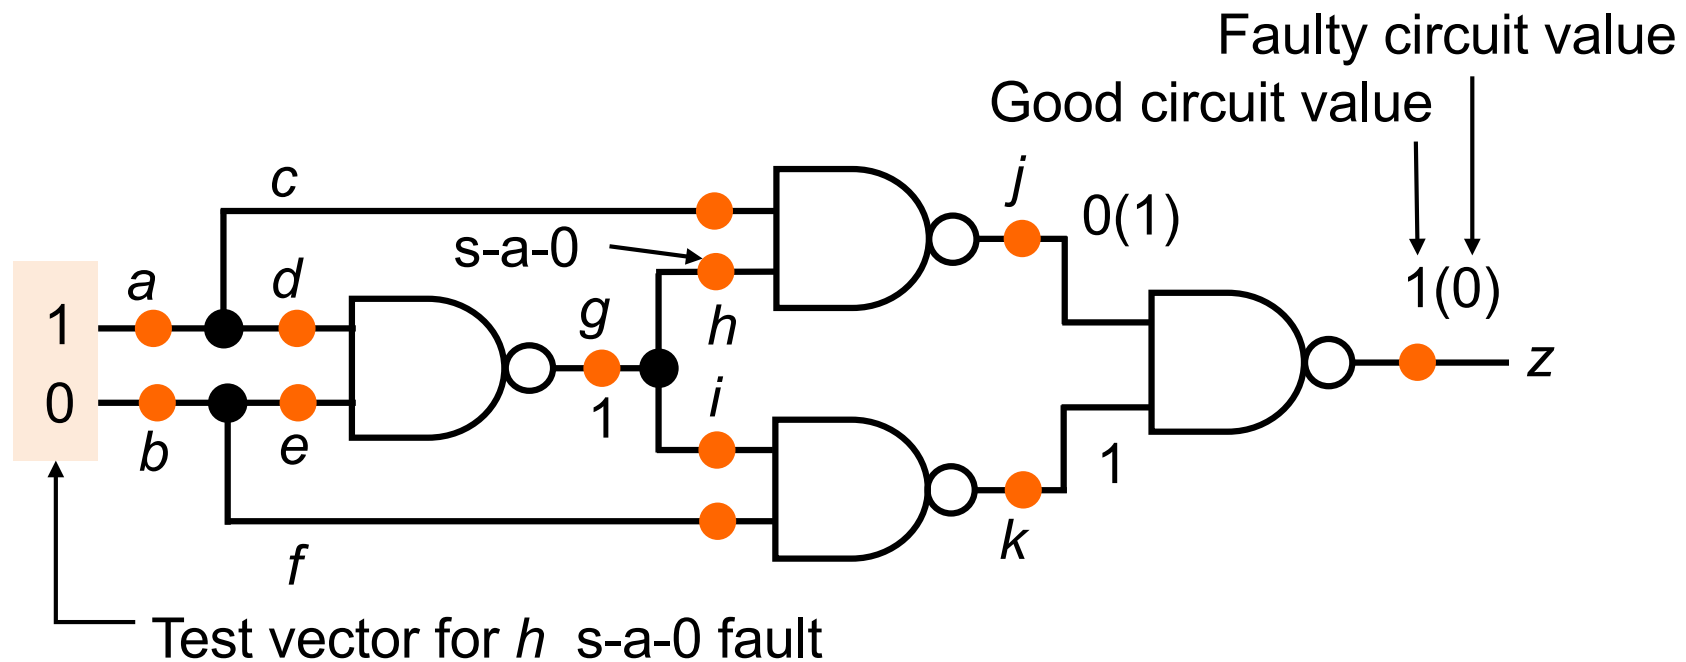 Faulty circuit value
Good circuit value
c
j
0(1)
s-a-0
1(0)
a
d
g
h
1
z
0
i
1
b
e
1
k
f
Test vector for h s-a-0 fault